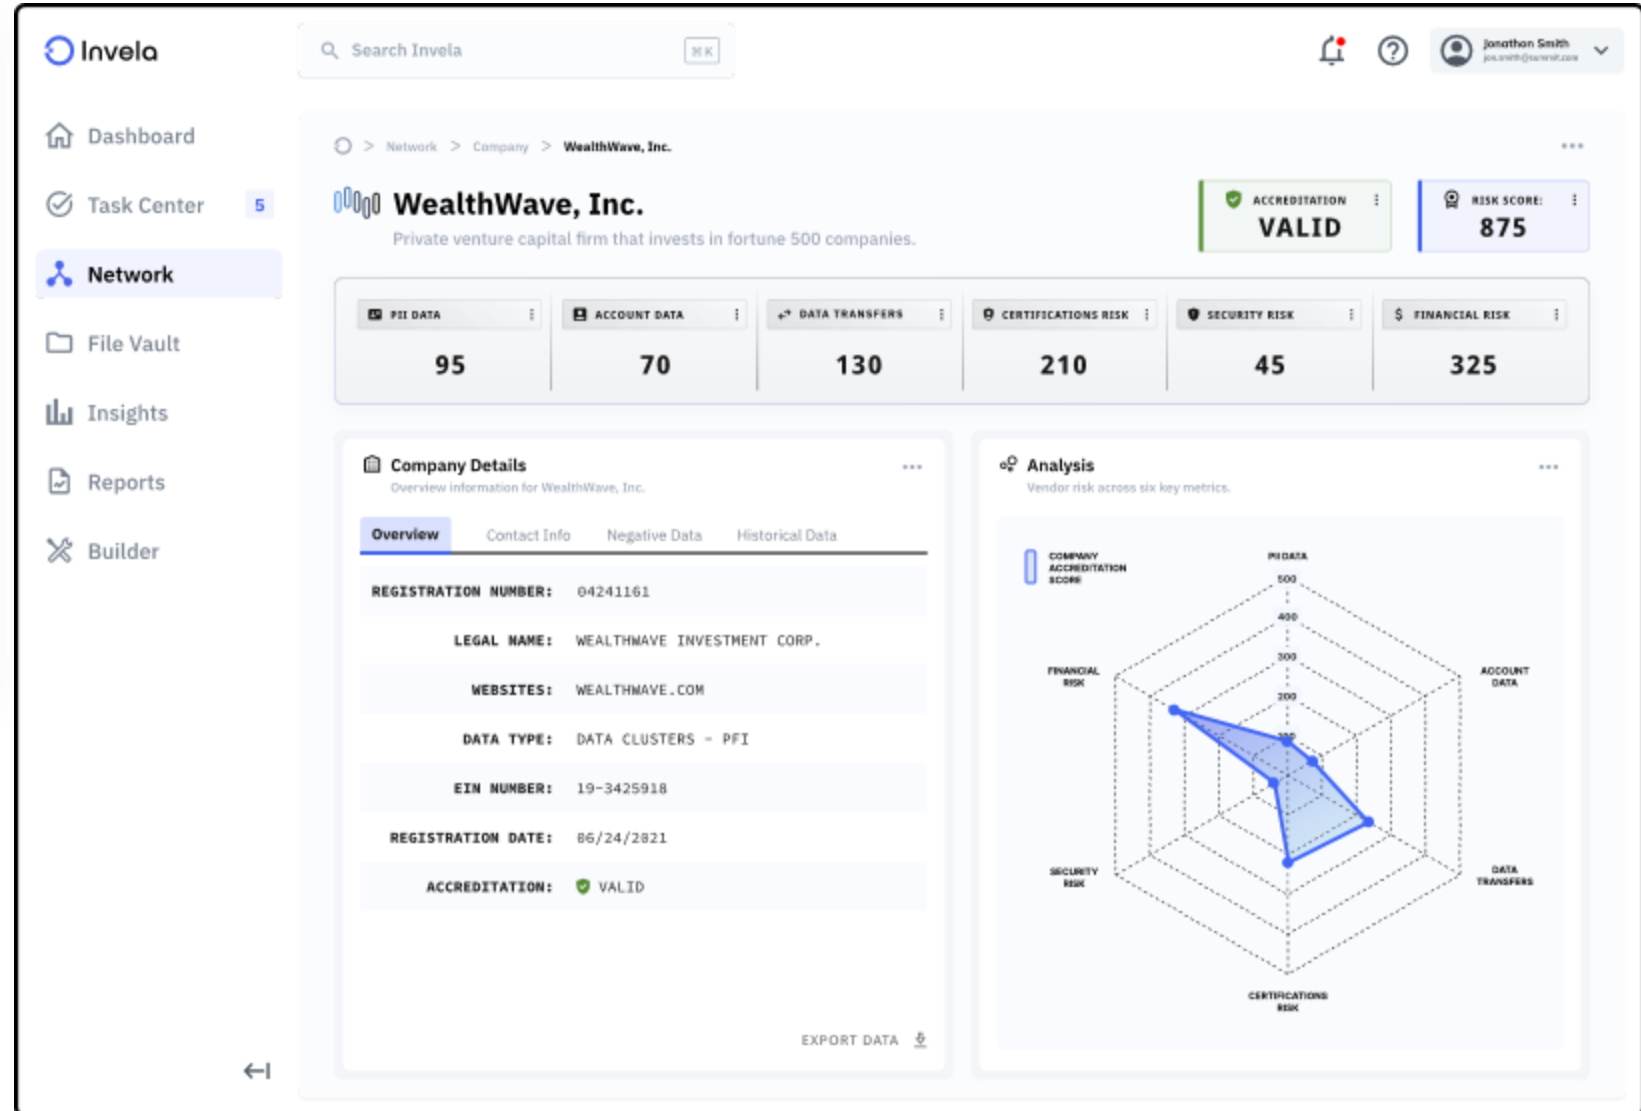 Invela
Search Invela
⌘K
Jonathan Smith
jon.smith@summit.com
Dashboard
Task Center 5
Network
File Vault
Insights
Reports
Builder
> Network > Company > WealthWave, Inc.
WealthWave, Inc.
Private venture capital firm that invests in fortune 500 companies.
ACCREDITATION
VALID
RISK SCORE:
875
PII DATA
95
ACCOUNT DATA
70
DATA TRANSFERS
130
CERTIFICATIONS RISK
210
SECURITY RISK
45
$ FINANCIAL RISK
325
Company Details
Overview information for WealthWave, Inc.
Overview Contact Info Negative Data Historical Data
REGISTRATION NUMBER: 04241161
LEGAL NAME: WEALTHWAVE INVESTMENT CORP.
WEBSITES: WEALTHWAVE.COM
DATA TYPE: DATA CLUSTERS - PFI
EIN NUMBER: 19-3425918
REGISTRATION DATE: 06/24/2021
ACCREDITATION: VALID
EXPORT DATA
Analysis
Vendor risk across six key metrics.
COMPANY
ACCREDITATION
SCORE
PII DATA
500
400
300
200
100
ACCOUNT
DATA
DATA
TRANSFERS
CERTIFICATIONS
RISK
SECURITY
RISK
FINANCIAL
RISK